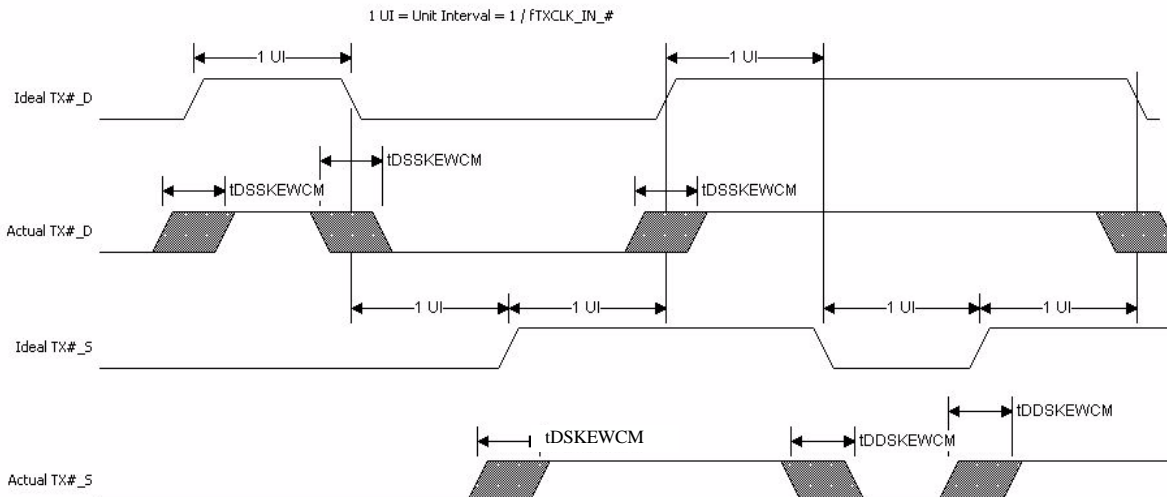 1 UI = Unit Interval = 1 / fTXCLK_IN_#
1 UI
1 UI
Ideal TX#_D
tDSSKEWCM
tDSSKEWCM
tDSSKEWCM
Actual TX#_D
1 UI
1 UI
1 UI
1 UI
Ideal TX#_S
tDDSKEWCM
tDSKEWCM
tDDSKEWCM
Actual TX#_S